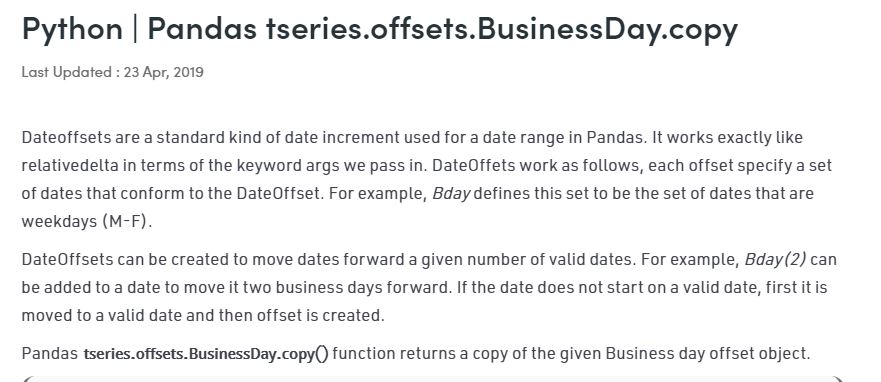 Python | Pandas tseries.offsets.BusinessDay.copy
Last Updated : 23 Apr, 2019
Dateoffsets are a standard kind of date increment used for a date range in Pandas. It works exactly like
relativedelta in terms of the keyword args we pass in. DateOffets work as follows, each offset specify a set
of dates that conform to the DateOffset. For example, Bday defines this set to be the set of dates that are
weekdays (M-F).
DateOffsets can be created to move dates forward a given number of valid dates. For example, Bday(2) can
be added to a date to move it two business days forward. If the date does not start on a valid date, first it is
moved to a valid date and then offset is created.
Pandas tseries.offsets.BusinessDay.copy() function returns a copy of the given Business day offset object.